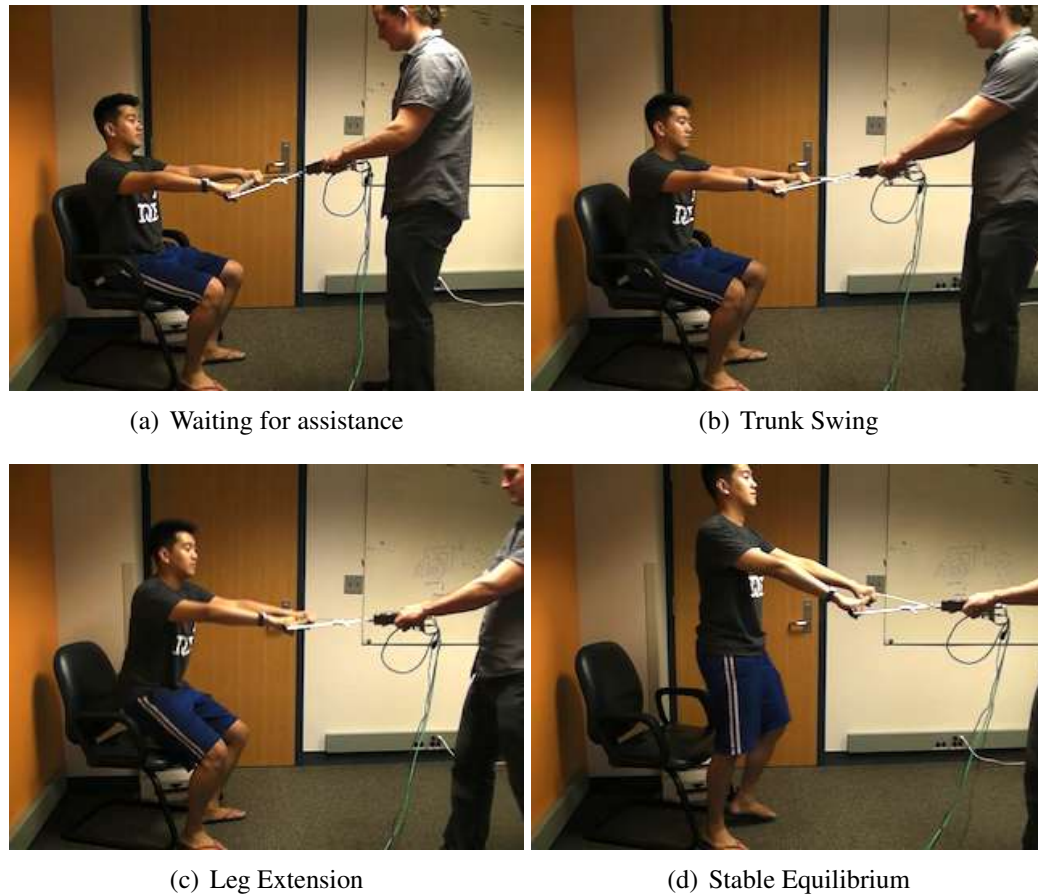 (a) Waiting for assistance
(b) Trunk Swing
(c) Leg Extension
(d) Stable Equilibrium